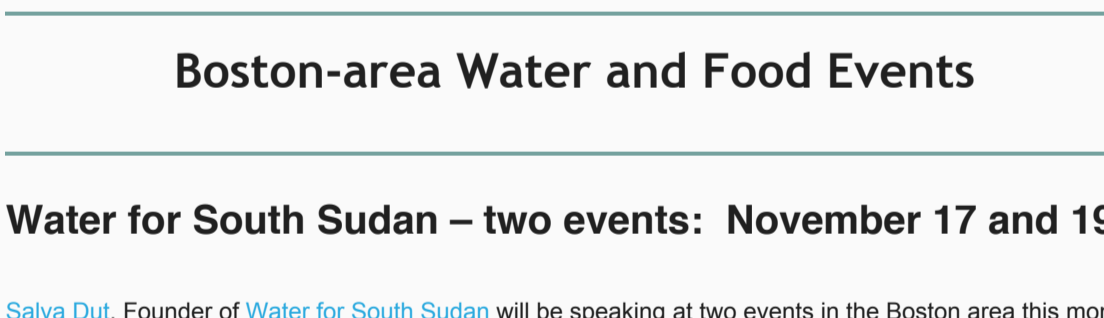 Boston-area Water and Food Events
Water for South Sudan – two events: November 17 and 19
Salva Dut, Founder of Water for South Sudan will be speaking at two events in the Boston area this